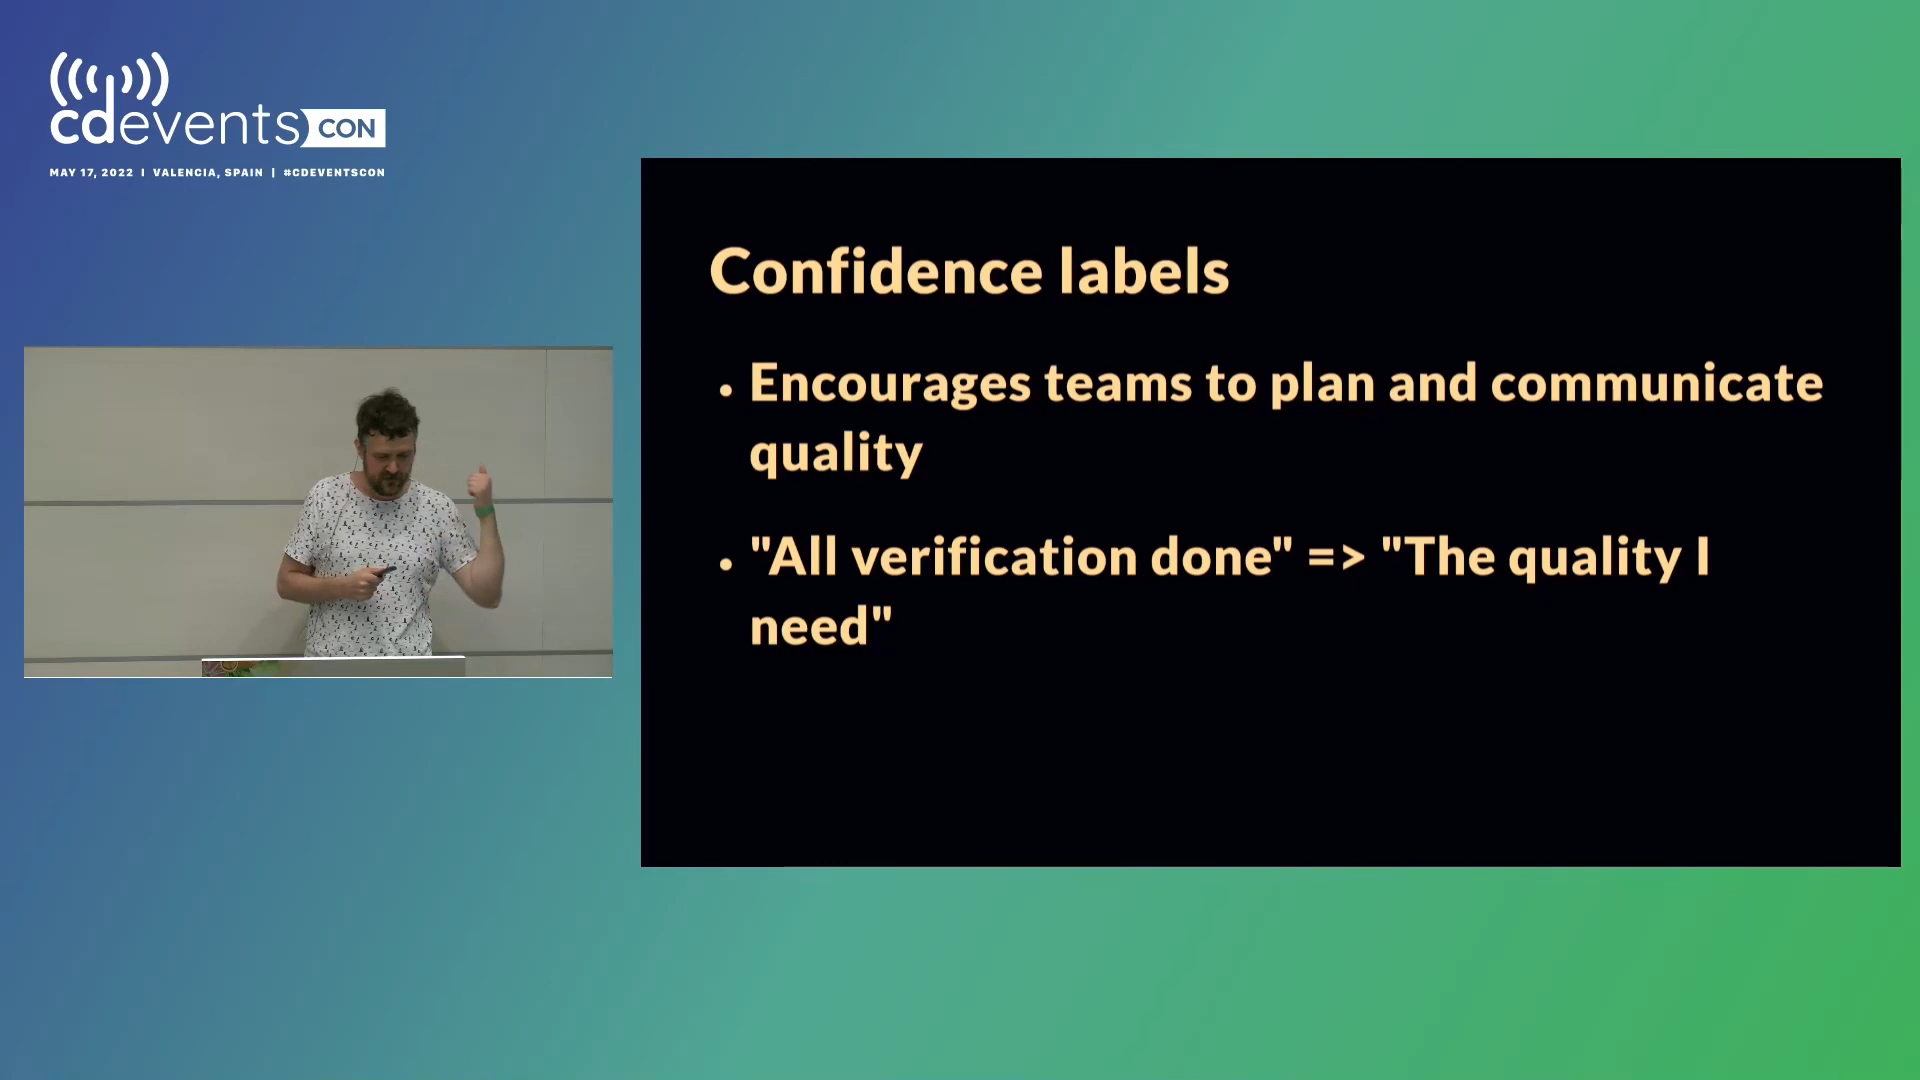 cdevents CON
MAY 17, 2022 | VALENCIA, SPAIN | #CDEVENTSCON
Confidence labels
• Encourages teams to plan and communicate
quality
• "All verification done" => "The quality I
need"